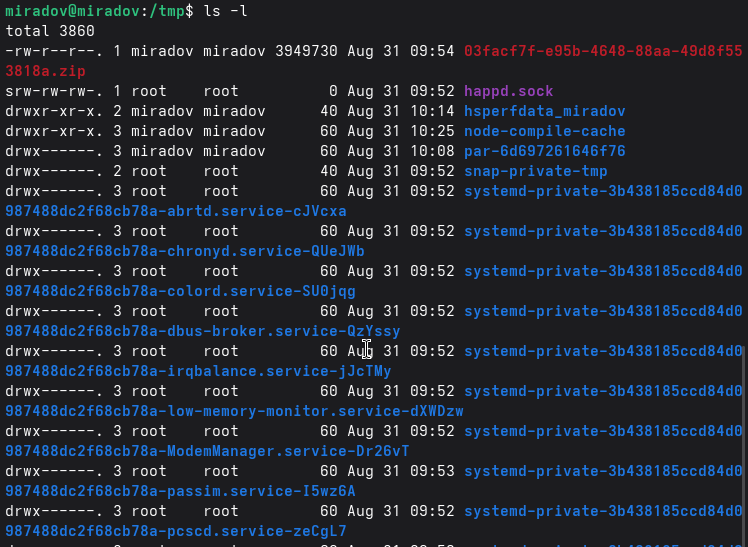 miradov@miradov:/tmp$ ls -l
total 3860
-rw-r--r--. 1 miradov miradov 3949730 Aug 31 09:54 03facf7f-e95b-4648-88aa-49d8f55
3818a.zip
srw-rw-rw-. 1 root    root          0 Aug 31 09:52 happd.sock
drwxr-xr-x. 2 miradov miradov      40 Aug 31 10:14 hsperfdata_miradov
drwxr-xr-x. 3 miradov miradov      60 Aug 31 10:25 node-compile-cache
drwx------. 3 miradov miradov      60 Aug 31 10:08 par-6d697261646f76
drwx------. 2 root    root         40 Aug 31 09:52 snap-private-tmp
drwx------. 3 root    root         60 Aug 31 09:52 systemd-private-3b438185ccd84d0
987488dc2f68cb78a-abrtd.service-cJVcxa
drwx------. 3 root    root         60 Aug 31 09:52 systemd-private-3b438185ccd84d0
987488dc2f68cb78a-chronyd.service-QUeJWb
drwx------. 3 root    root         60 Aug 31 09:52 systemd-private-3b438185ccd84d0
987488dc2f68cb78a-colord.service-SU0jqg
drwx------. 3 root    root         60 Aug 31 09:52 systemd-private-3b438185ccd84d0
987488dc2f68cb78a-dbus-broker.service-QzYssy
drwx------. 3 root    root         60 Aug 31 09:52 systemd-private-3b438185ccd84d0
987488dc2f68cb78a-irqbalance.service-jJcTMy
drwx------. 3 root    root         60 Aug 31 09:52 systemd-private-3b438185ccd84d0
987488dc2f68cb78a-low-memory-monitor.service-dXWDzw
drwx------. 3 root    root         60 Aug 31 09:52 systemd-private-3b438185ccd84d0
987488dc2f68cb78a-ModemManager.service-Dr26vT
drwx------. 3 root    root         60 Aug 31 09:53 systemd-private-3b438185ccd84d0
987488dc2f68cb78a-passim.service-I5wz6A
drwx------. 3 root    root         60 Aug 31 09:52 systemd-private-3b438185ccd84d0
987488dc2f68cb78a-pcscd.service-zeCgL7